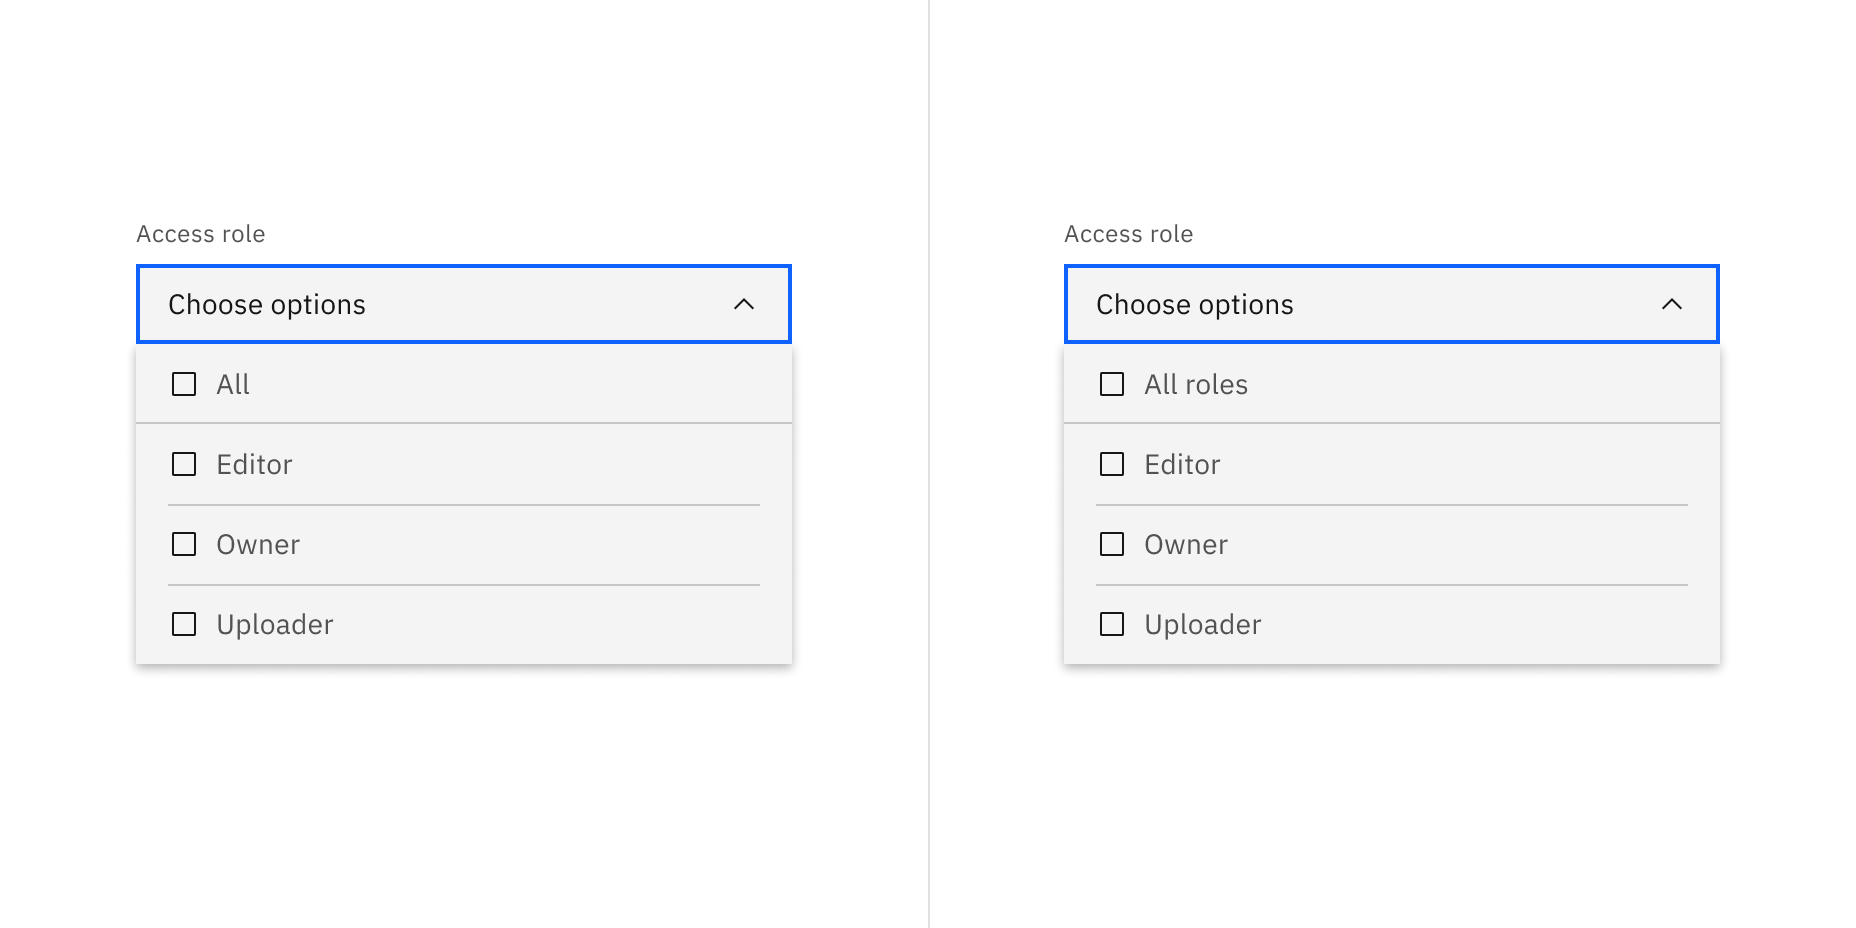 Access role
Choose options
All
Editor
Owner
Uploader
Access role
Choose options
All roles
Editor
Owner
Uploader